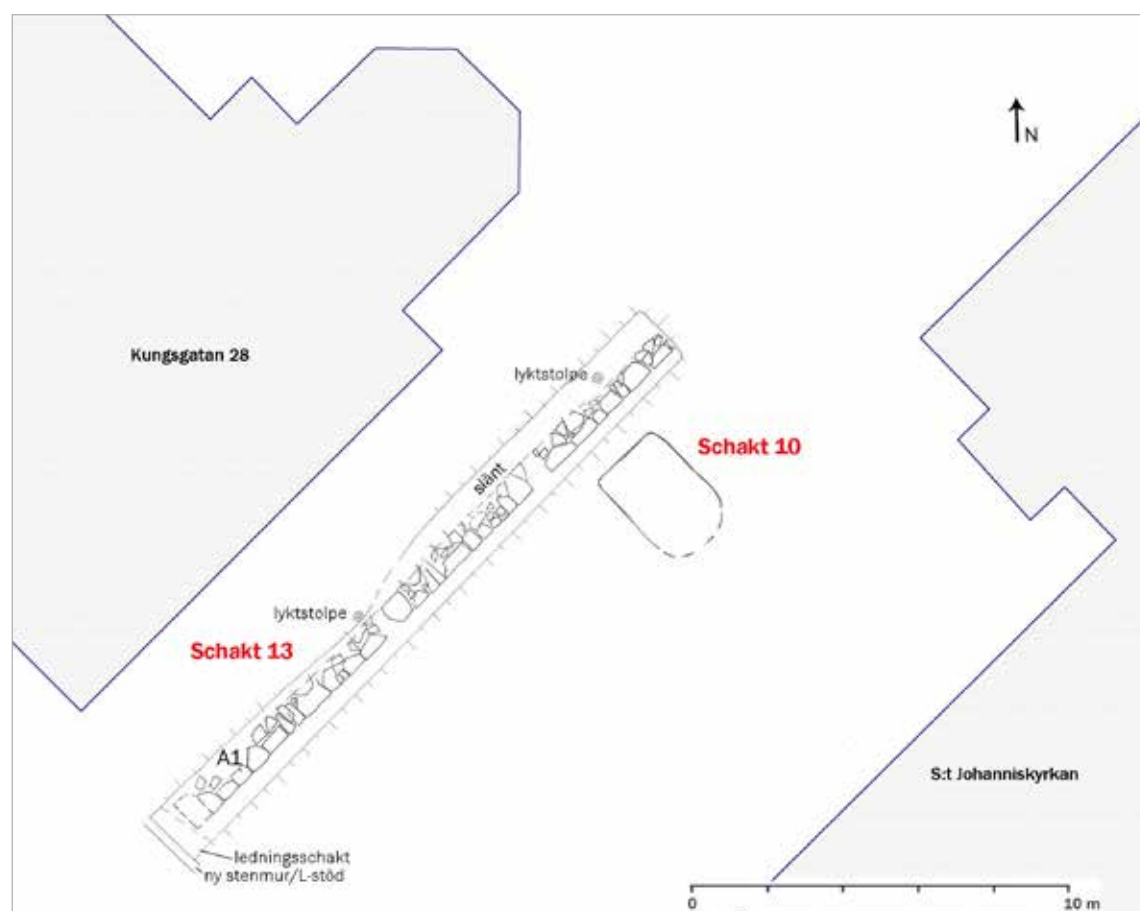 N
Kungsgatan 28
lyktstolpe
Schakt 10
slänt
lyktstolpe
Schakt 13
A1
S:t Johanniskyrkan
ledningsschakt
ny stenmur/L-stöd
0 10 m